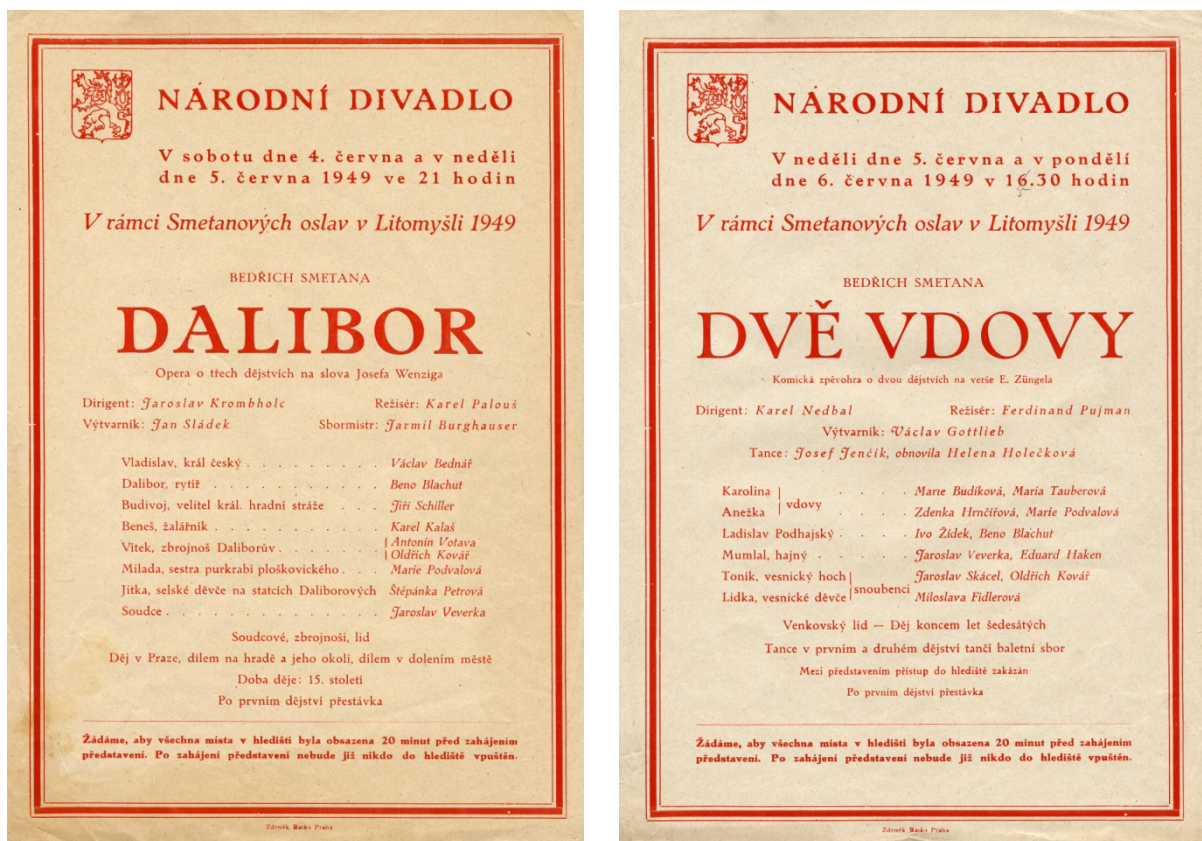 NÁRODNÍ DIVADLO
V sobotu dne 4. června a v neděli
dne 5. června 1949 ve 21 hodin
V rámci Smetanových oslav v Litomyšli 1949
BEDŘICH SMETANA
DALIBOR
Opera o třech dějstvích na slova Josefa Wenziga
Dirigent: Jaroslav Krombholc Režisér: Karel Palouš
Výtvarník: Jan Sládek Sbormistr: Jarmil Burghauser
Vladislav, král český . . . . . . . . . Václav Bednář
Dalibor, rytíř . . . . . . . . . . . Beno Blachut
Budivoj, velitel král. hradní stráže . . . Jiří Schiller
Beneš, žalářník . . . . . . . . . . Karel Kalaš
Vítek, zbrojnoš Daliborův . . . . . . Antonín Votava
Oldřich Kovář
Milada, sestra purkrabí ploškovického . . . Marie Podvalová
Jitka, selské děvče na statcích Daliborových Štěpánka Petrová
Soudce . . . . . . . . . . . . Jaroslav Veverka
Soudcové, zbrojnoši, lid
Děj v Praze, dílem na hradě a jeho okolí, dílem v dolením městě
Doba děje: 15. století
Po prvním dějství přestávka
Žádáme, aby všechna místa v hledišti byla obsazena 20 minut před zahájením
představení. Po zahájení představení nebude již nikdo do hlediště vpuštěn.
Zdeněk Praha
NÁRODNÍ DIVADLO
V neděli dne 5. června a v pondělí
dne 6. června 1949 v 16.30 hodin
V rámci Smetanových oslav v Litomyšli 1949
BEDŘICH SMETANA
DVĚ VDOVY
Komická zpěvohra o dvou dějstvích na verše E. Züngela
Dirigent: Karel Nedbal Režisér: Ferdinand Pujman
Výtvarník: Václav Gottlieb
Tance: Josef Jenčík, obnovila Helena Holečková
Karolina . . . . Marie Budíková, Maria Tauberová
vdovy
Anežka . . . . Zdenka Hrnčířová, Marie Podvalová
Ladislav Podhajský . . . . Ivo Žídek, Beno Blachut
Mumlal, hajný . . . . . Jaroslav Veverka, Eduard Haken
Toník, vesnický hoch Jaroslav Skácel, Oldřich Kovář
snoubenci
Lidka, vesnické děvče Miloslava Fidlerová
Venkovský lid — Děj koncem let šedesátých
Tance v prvním a druhém dějství tančí baletní sbor
Mezi představením přístup do hlediště zakázán
Po prvním dějství přestávka
Žádáme, aby všechna místa v hledišti byla obsazena 20 minut před zahájením
představení. Po zahájení představení nebude již nikdo do hlediště vpuštěn.
Zdeněk Praha